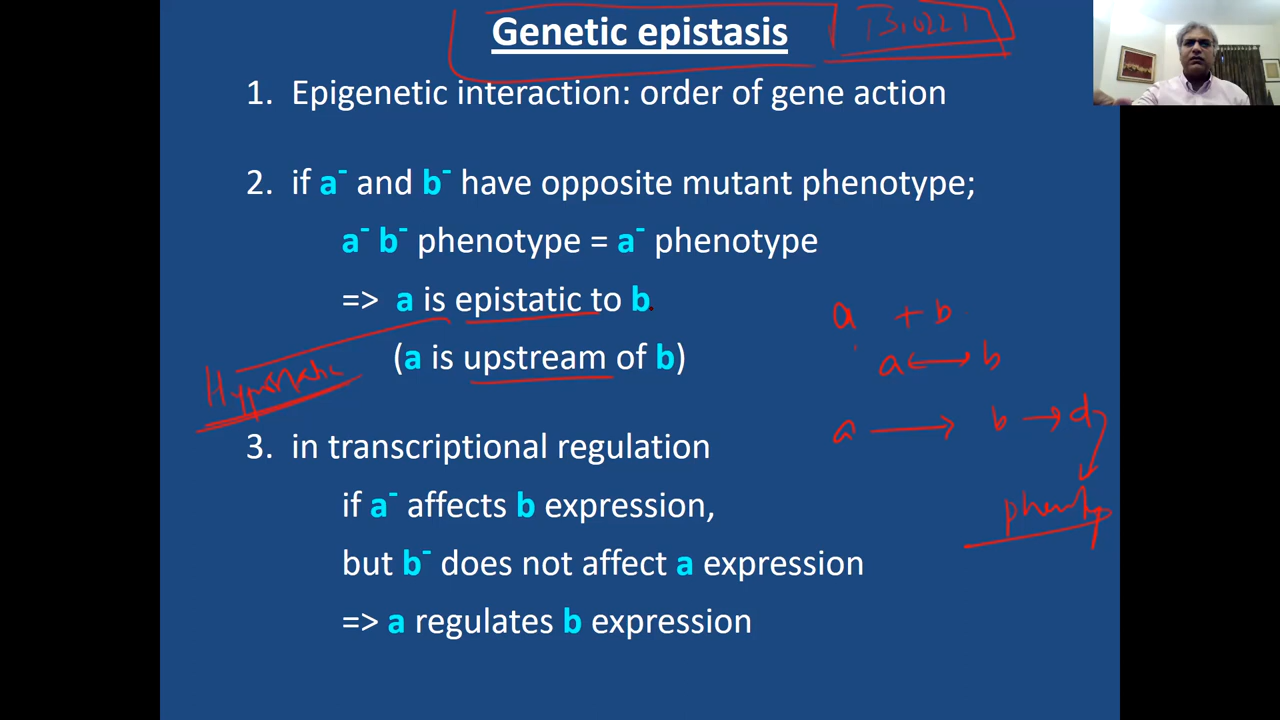 Genetic epistasis
130221
1. Epigenetic interaction: order of gene action
2. if a⁻ and b⁻ have opposite mutant phenotype;
a⁻ b⁻ phenotype = a⁻ phenotype
=> a is epistatic to b
(a is upstream of b)
Hypostatic
a + b
a ↔ b
a → b → d
3. in transcriptional regulation
if a⁻ affects b expression,
but b⁻ does not affect a expression
=> a regulates b expression